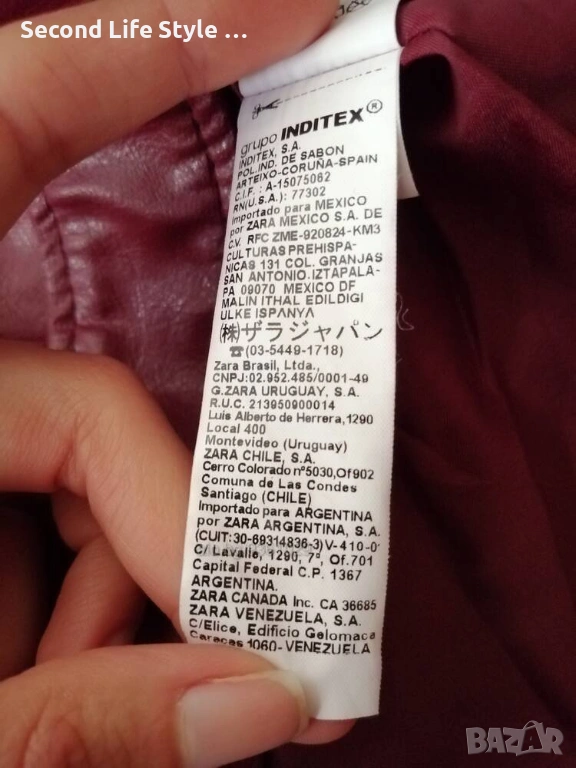 Second Life Style ...
grupo INDITEX®
INDITEX, S.A.
POL.IND. DE SABON
ARTEIXO-CORUÑA-SPAIN
C.I.F. : A-15075062
RN(U.S.A.): 77302
importado para MEXICO
por ZARA MEXICO S.A. DE
C.V. RFC ZME-920824-KM3
CULTURAS PREHISPA-
NICAS 131 COL. GRANJAS
SAN ANTONIO. IZTAPALA-
PA 09070 MEXICO DF
MALIN ITHAL EDILDIGI
ULKE ISPANYA
㈱ザラジャパン
☎(03-5449-1718)
Zara Brasil, Ltda.,
CNPJ:02.952.485/0001-49
G.ZARA URUGUAY, S.A.
R.U.C. 213950900014
Luis Alberto de Herrera,1290
Local 400
Montevideo (Uruguay)
ZARA CHILE, S.A.
Cerro Colorado nº5030,Of902
Comuna de Las Condes
Santiago (CHILE)
Importado para ARGENTINA
por ZARA ARGENTINA, S.A.
(CUIT:30-69314836-3)V-410-0
C/Lavalle, 1290, 7º, Of.701
Capital Federal C.P. 1367
ARGENTINA.
ZARA CANADA Inc. CA 36685
ZARA VENEZUELA, S.A.
C/Elice, Edificio Gelomaca
Caracas 1060-VENEZUELA
BAZAR